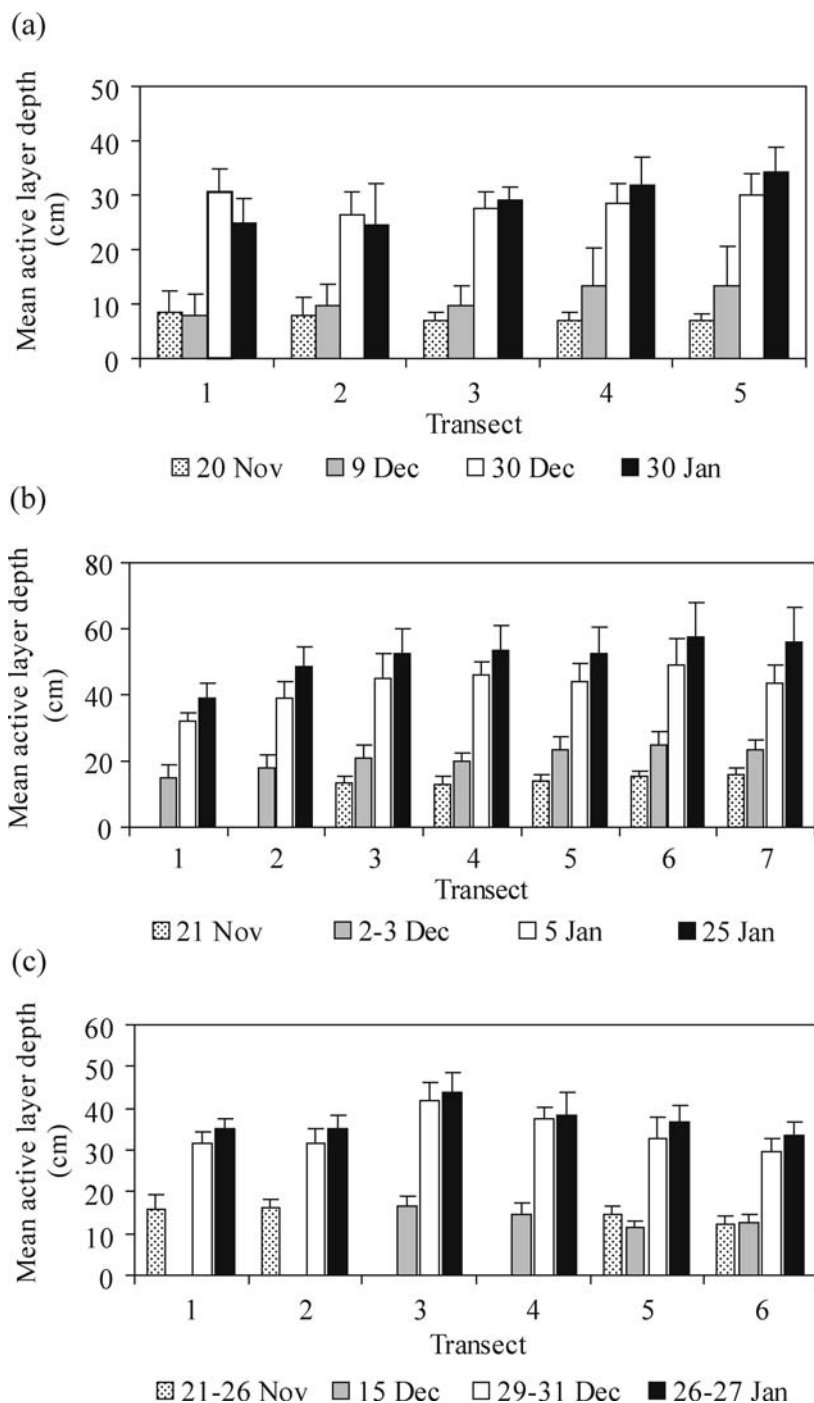 (a)
Mean active layer depth
(cm)
50
40
30
20
10
0
1 2 3 4 5
Transect
20 Nov 9 Dec 30 Dec 30 Jan
(b)
Mean active layer depth
(cm)
80
60
40
20
0
1 2 3 4 5 6 7
Transect
21 Nov 2-3 Dec 5 Jan 25 Jan
(c)
Mean active layer depth
(cm)
60
50
40
30
20
10
0
1 2 3 4 5 6
Transect
21-26 Nov 15 Dec 29-31 Dec 26-27 Jan